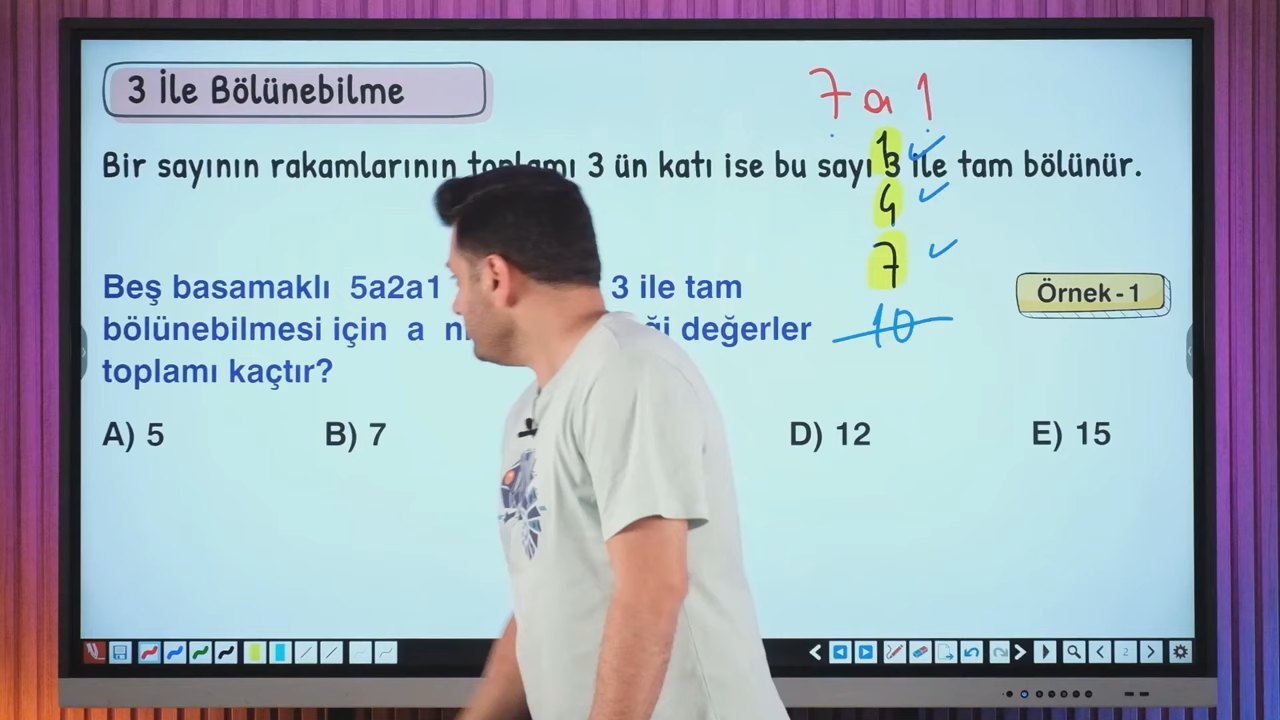 3 İle Bölünebilme
7 a 1
Bir sayının rakamlarının toplamı 3 ün katı ise bu sayı 3 ile tam bölünür.
1
4
7
10
Beş basamaklı 5a2a1 3 ile tam
bölünebilmesi için a değerler
toplamı kaçtır?
Örnek - 1
A) 5 B) 7 D) 12 E) 15
2